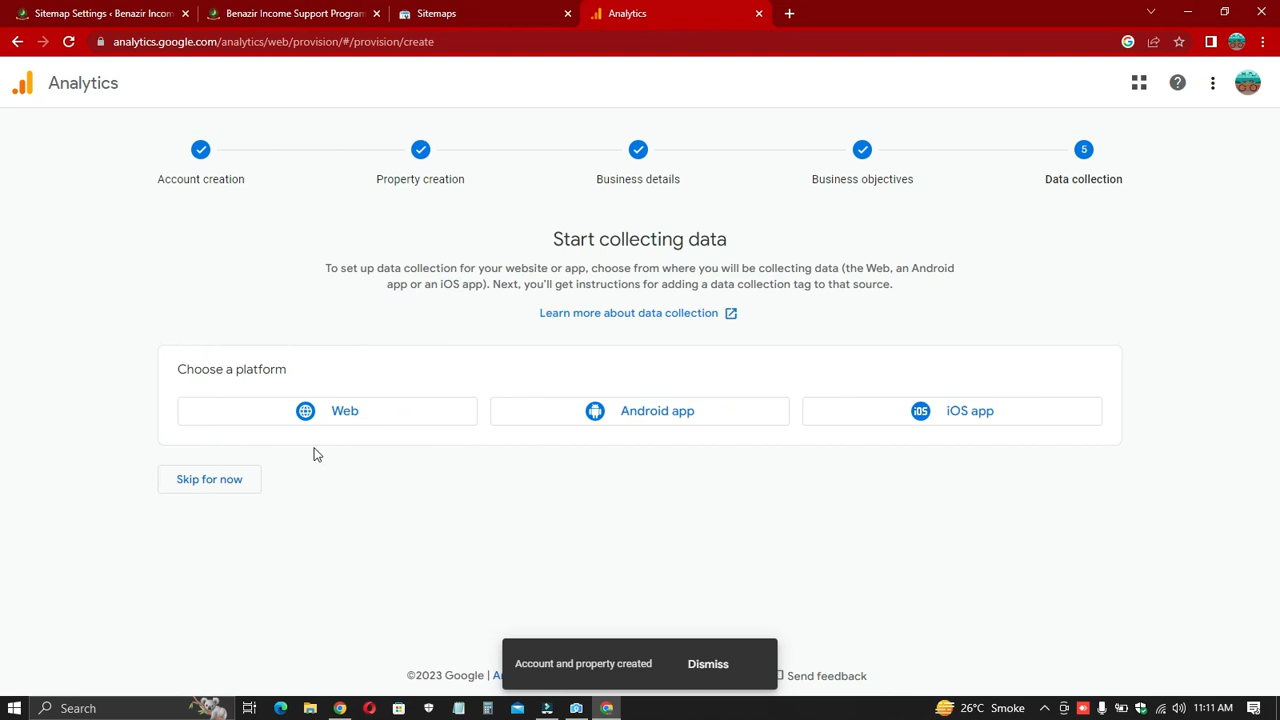 Sitemap Settings ‹ Benazir Incom
Benazir Income Support Program
Sitemaps
Analytics
analytics.google.com/analytics/web/provision/#/provision/create
Analytics
5
Account creation
Property creation
Business details
Business objectives
Data collection
Start collecting data
To set up data collection for your website or app, choose from where you will be collecting data (the Web, an Android
app or an iOS app). Next, you'll get instructions for adding a data collection tag to that source.
Learn more about data collection
Choose a platform
Web
Android app
iOS
iOS app
Skip for now
Account and property created
Dismiss
©2023 Google |
Send feedback
Search
26°C Smoke
11:11 AM